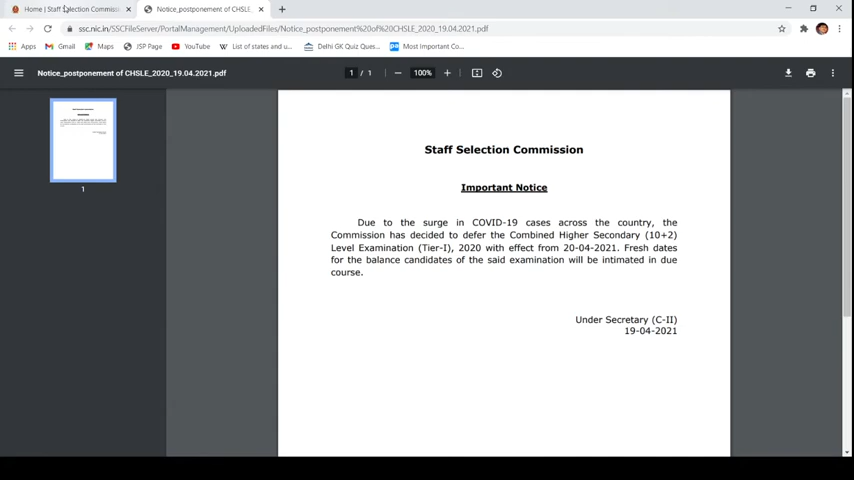 Home | Staff Selection Commissi
Notice_postponement of CHSLE_
ssc.nic.in/SSCFileServer/PortalManagement/UploadedFiles/Notice_postponement%20of%20CHSLE_2020_19.04.2021.pdf
Apps Gmail Maps JSP Page YouTube List of states and u... Delhi GK Quiz Ques... Most Important Co...
Notice_postponement of CHSLE_2020_19.04.2021.pdf 1 / 1 100%
1
Staff Selection Commission
Important Notice
Due to the surge in COVID-19 cases across the country, the
Commission has decided to defer the Combined Higher Secondary (10+2)
Level Examination (Tier-I), 2020 with effect from 20-04-2021. Fresh dates
for the balance candidates of the said examination will be intimated in due
course.
Under Secretary (C-II)
19-04-2021